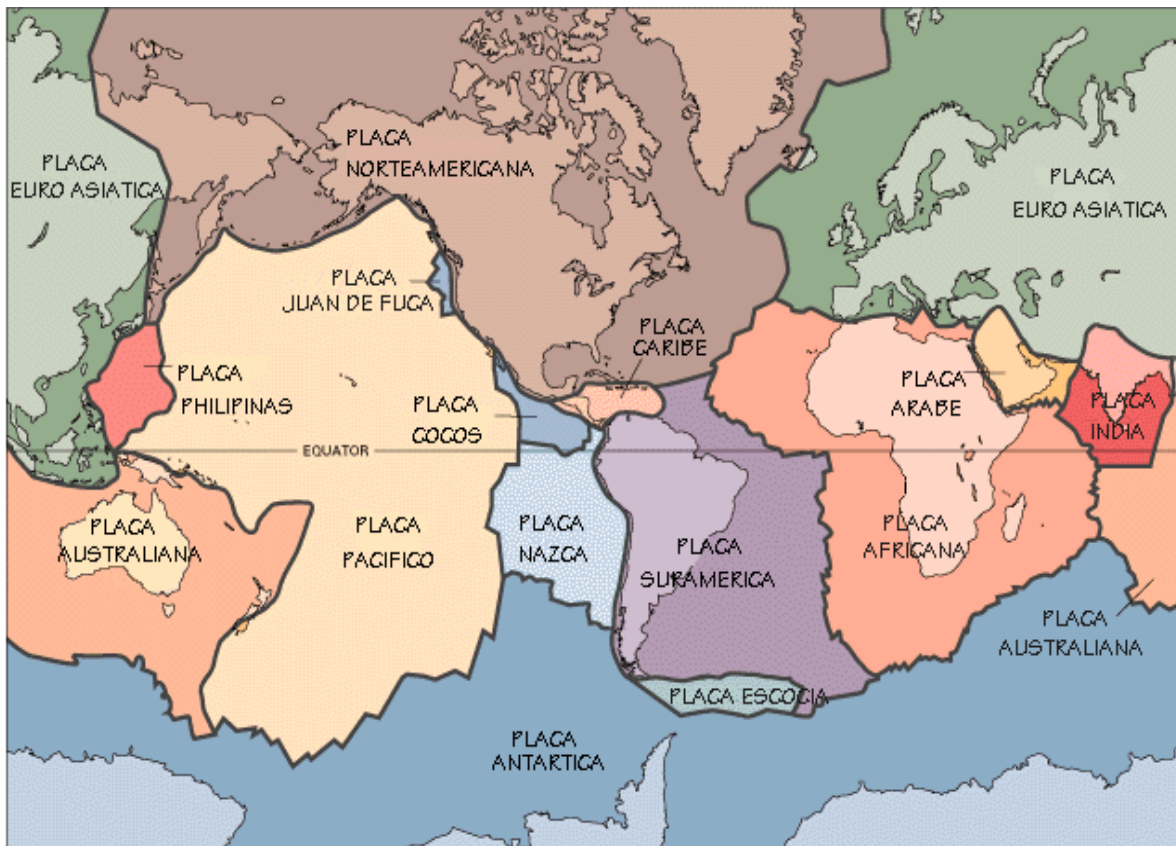 PLACA
EURO ASIATICA
PLACA
NORTEAMERICANA
PLACA
EURO ASIATICA
PLACA
JUAN DE FUCA
PLACA
CARIBE
PLACA
PHILIPINAS
PLACA
COCOS
PLACA
ARABE
PLACA
INDIA
EQUATOR
PLACA
AUSTRALIANA
PLACA
PACIFICO
PLACA
NAZCA
PLACA
SURAMERICA
PLACA
AFRICANA
PLACA
AUSTRALIANA
PLACA ESCOCIA
PLACA
ANTARTICA